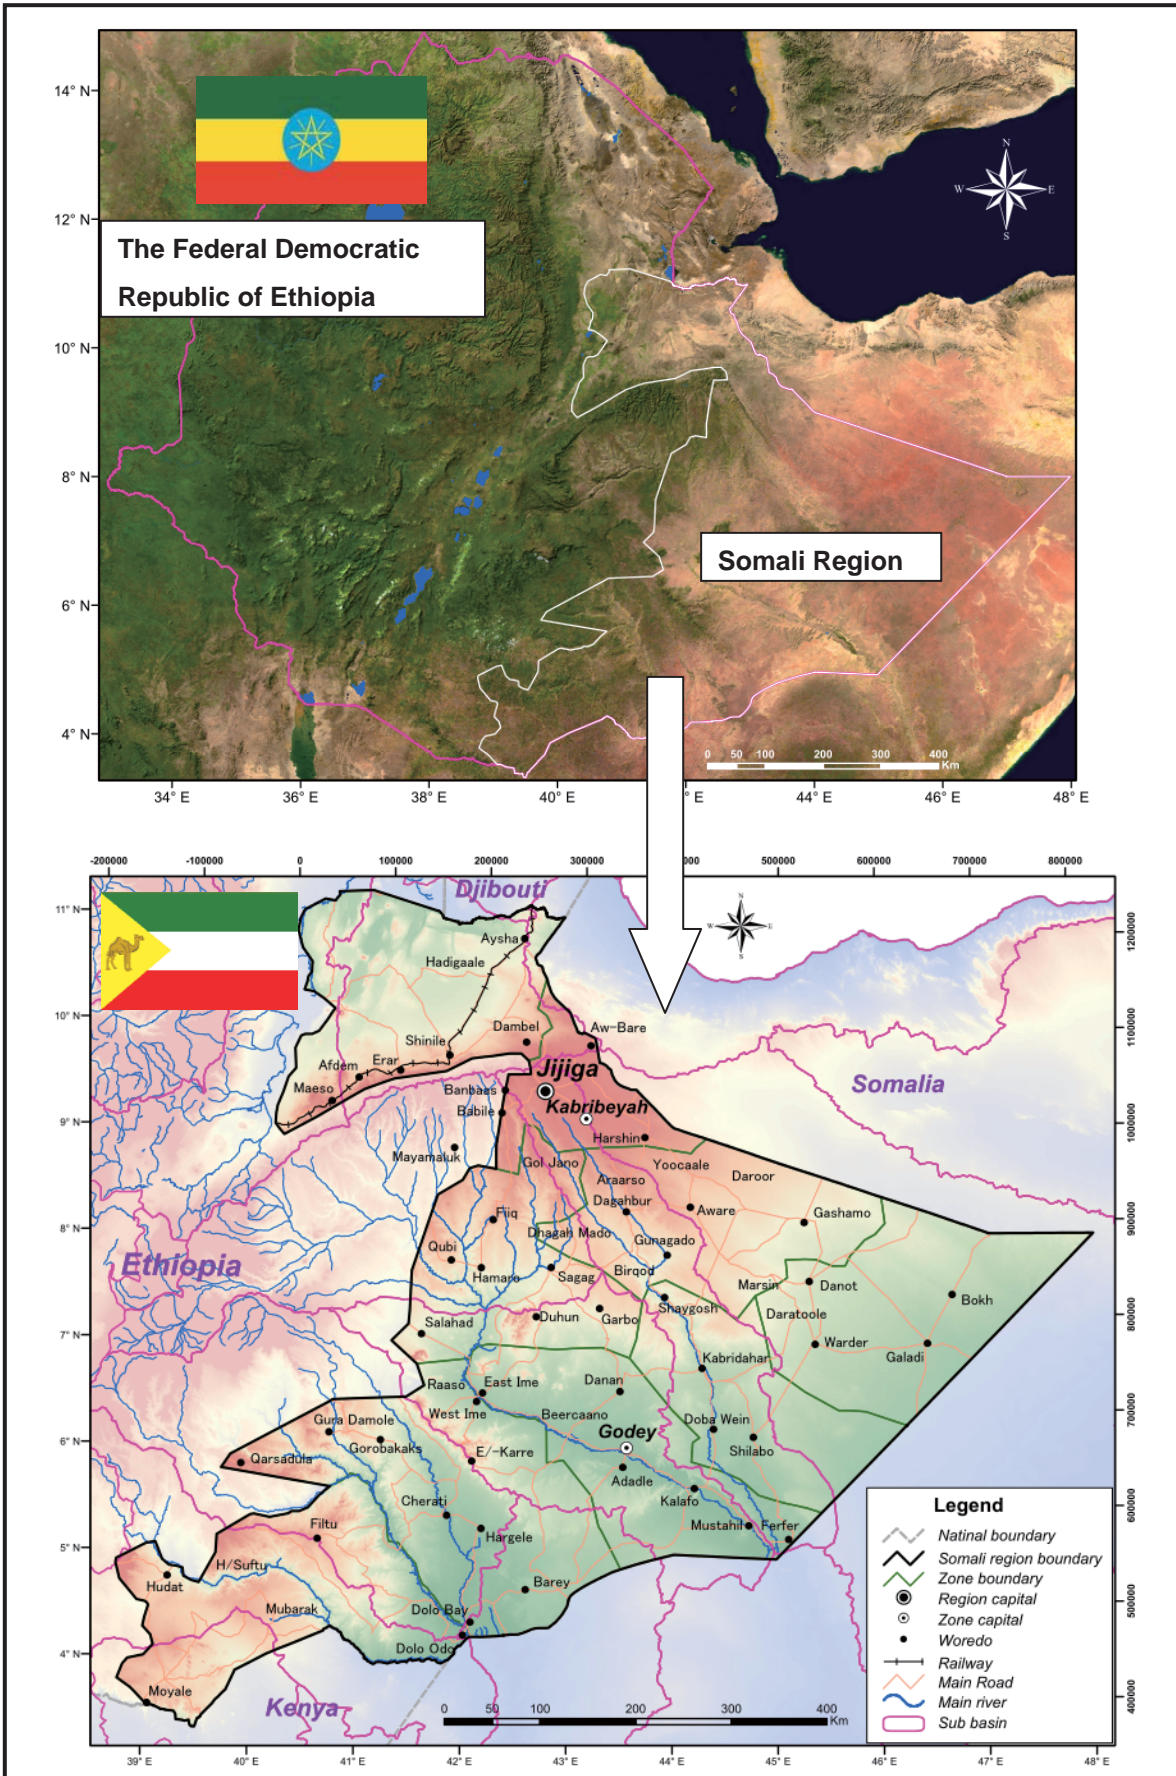 14° N
12° N
10° N
8° N
6° N
4° N
The Federal Democratic
Republic of Ethiopia
N
W E
S
Somali Region
0 50 100 200 300 400
Km
34° E 36° E 38° E 40° E 2° E 44° E 46° E 48° E
-200000 -100000 0 100000 200000 300000 400000 500000 600000 700000 800000
Djibouti
11° N
10° N
9° N
8° N
7° N
6° N
5° N
4° N
N
W E
S
1200000
1100000
1000000
900000
800000
700000
600000
500000
400000
Aysha
Hadigaale
Dambel
Aw-Bare
Shinile
Erar
Afdem
Maeso
Jijiga
Somalia
Banbaas
Kabribeyah
Babile
Harshin
Mayamaluk
Gol Jano
Yoocaale
Daroor
Araarso
Dagahbur
Aware
Gashamo
Fiiq
Dhagah Mado
Gunagado
Qubi
Ethiopia
Hamaro
Sagag
Birqod
Marsin
Danot
Bokh
Shaygosh
Daratoole
Salahad
Duhun
Garbo
Warder
Galadi
Kabridahar
Raaso
East Ime
Danan
West Ime
Beercaano
Doba Wein
Gura Damole
Godey
Gorobakaks
E/-Karre
Shilabo
Qarsadula
Adadle
Kalafo
Cherati
Mustahil
Ferfer
Filtu
Hargele
H/Suftu
Hudat
Barey
Mubarak
Dolo Bay
Dolo Odo
Moyale
Kenya
0 50 100 200 300 400
Km
Legend
Natinal boundary
Somali region boundary
Zone boundary
Region capital
Zone capital
Woredo
Railway
Main Road
Main river
Sub basin
39° E 40° E 41° E 42° E 43° E 44° E 45° E 46° E 47° E 48° E